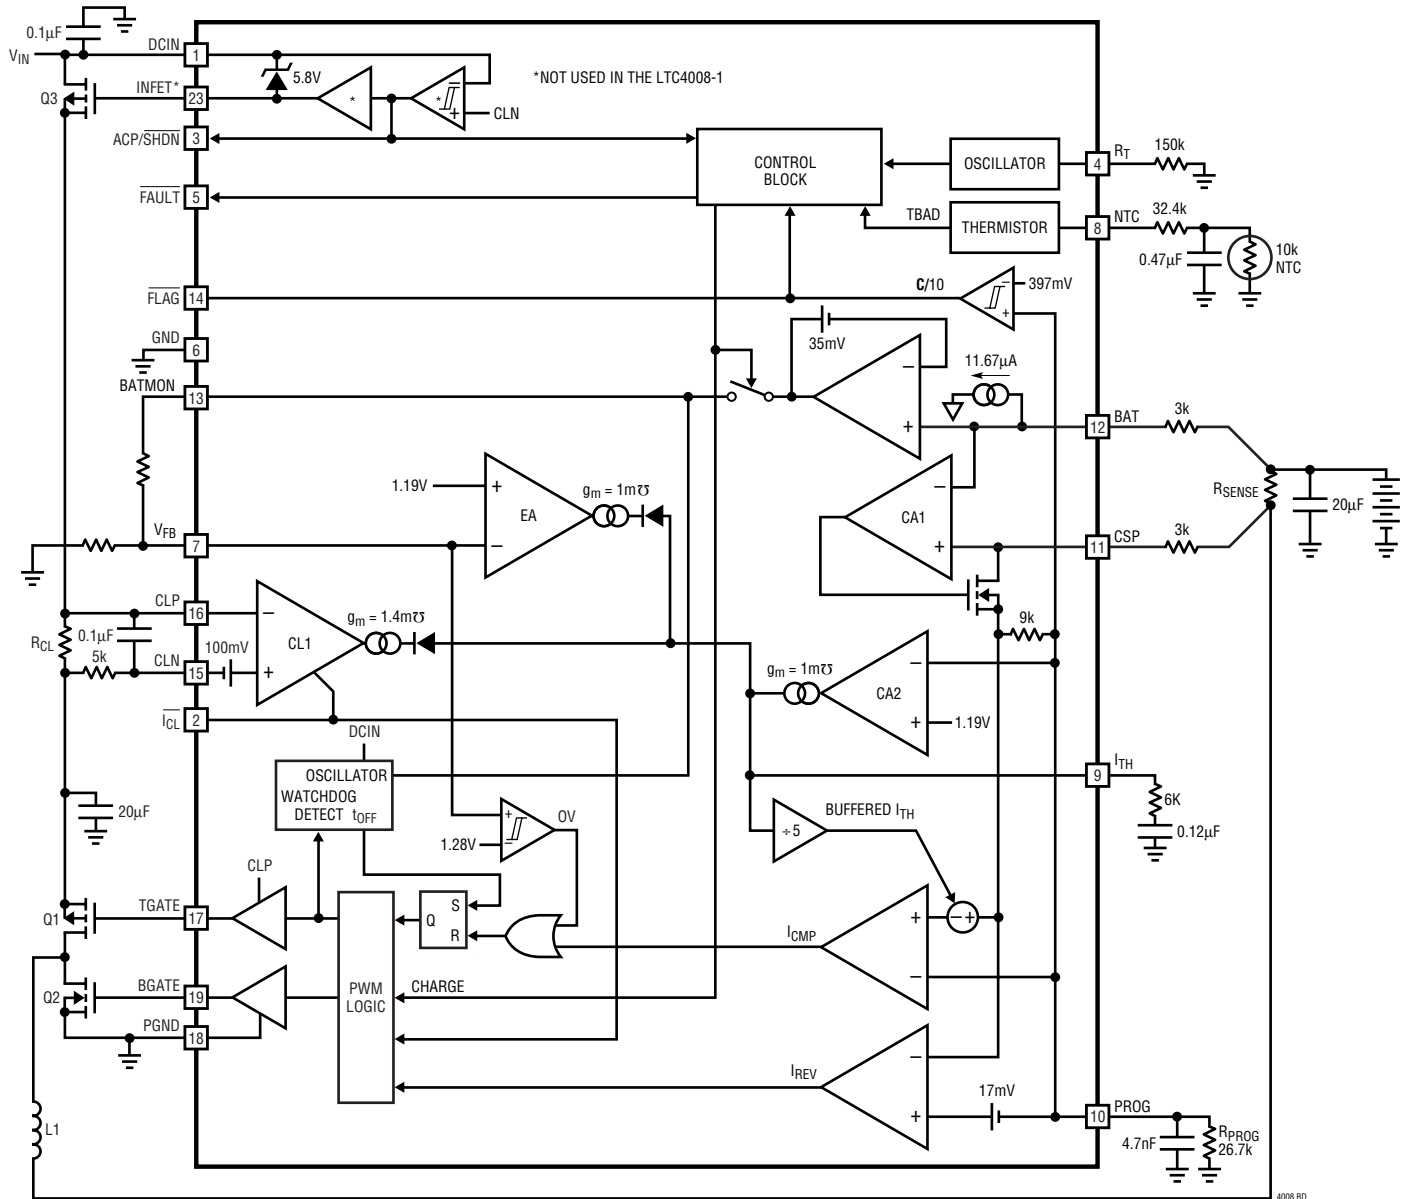 0.1µF
VIN
DCIN
1
5.8V
*NOT USED IN THE LTC4008-1
INFET*
23
Q3
*
*
–
+
CLN
ACP/SHDN
3
CONTROL
BLOCK
OSCILLATOR
4
RT
150k
FAULT
5
TBAD
THERMISTOR
8
NTC
32.4k
0.47µF
10k
NTC
FLAG
14
C/10
–
+
397mV
GND
6
35mV
11.67µA
BATMON
13
–
+
12
BAT
3k
1.19V
+
–
EA
gm = 1m℧
–
+
CA1
RSENSE
20µF
VFB
7
11
CSP
3k
CLP
16
–
+
CL1
gm = 1.4m℧
9k
RCL
0.1µF
5k
CLN
15
100mV
gm = 1m℧
–
+
CA2
1.19V
ICL
2
DCIN
OSCILLATOR
WATCHDOG
DETECT tOFF
9
ITH
6K
0.12µF
20µF
+
–
OV
1.28V
÷5
BUFFERED ITH
CLP
TGATE
17
Q1
Q
S
R
ICMP
+
–
–+
BGATE
19
Q2
PWM
LOGIC
CHARGE
PGND
18
IREV
–
+
17mV
10
PROG
4.7nF
RPROG
26.7k
L1
4008 BD